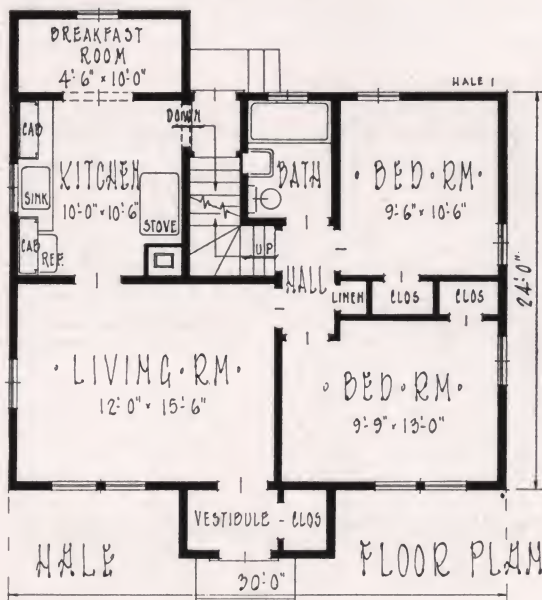 BREAKFAST
ROOM
4'-6" × 10'-0"
HALE 1
DOWN
CAB
KITCHEN
10'-0" × 10'-6"
SINK
STOVE
CAB
REF.
BATH
• BED • RM •
9'-6" × 10'-6"
UP
HALL
LINEN
CLOS
CLOS
24'-0"
• LIVING • RM •
12'-0" × 15'-6"
• BED • RM •
9'-9" × 13'-0"
VESTIBULE - CLOS
HALE
FLOOR PLAN
30'-0"